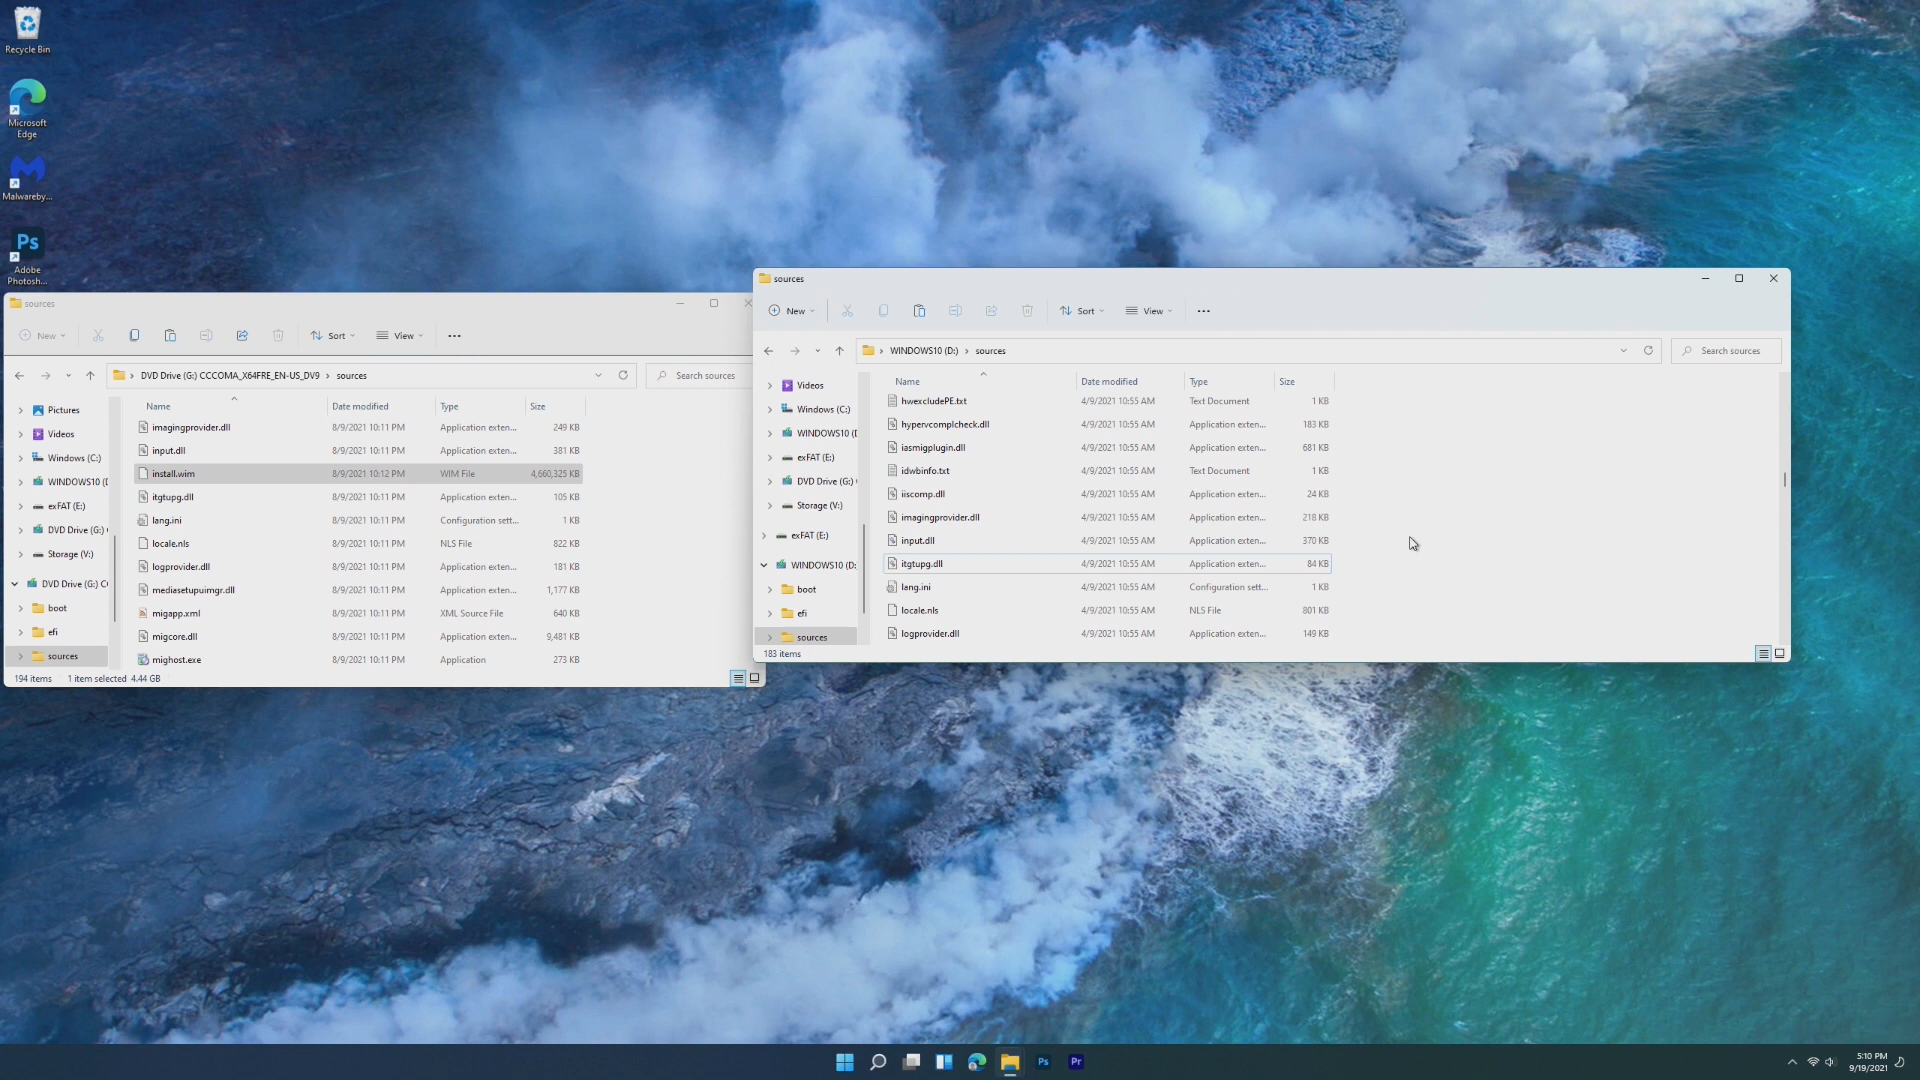 Recycle Bin
Microsoft
Edge
Malwareby...
Ps
Adobe
Photosh...
sources
New
Sort
View
DVD Drive (G:) CCCOMA_X64FRE_EN-US_DV9 > sources
Search sources
Pictures
Videos
Windows (C:)
WINDOWS10 (
exFAT (E:)
DVD Drive (G:)
Storage (V:)
DVD Drive (G:) C
boot
efi
sources
Name Date modified Type Size
imagingprovider.dll 8/9/2021 10:11 PM Application exten... 249 KB
input.dll 8/9/2021 10:11 PM Application exten... 381 KB
install.wim 8/9/2021 10:12 PM WIM File 4,660,325 KB
itgtupg.dll 8/9/2021 10:11 PM Application exten... 105 KB
lang.ini 8/9/2021 10:11 PM Configuration sett... 1 KB
locale.nls 8/9/2021 10:11 PM NLS File 822 KB
logprovider.dll 8/9/2021 10:11 PM Application exten... 181 KB
mediasetupuimgr.dll 8/9/2021 10:11 PM Application exten... 1,177 KB
migapp.xml 8/9/2021 10:11 PM XML Source File 640 KB
migcore.dll 8/9/2021 10:11 PM Application exten... 9,481 KB
mighost.exe 8/9/2021 10:11 PM Application 273 KB
194 items 1 item selected 4.44 GB
sources
New
Sort
View
WINDOWS10 (D:) > sources
Search sources
Videos
Windows (C:)
WINDOWS10 (
exFAT (E:)
DVD Drive (G:)
Storage (V:)
exFAT (E:)
WINDOWS10 (D:
boot
efi
sources
Name Date modified Type Size
hwexcludePE.txt 4/9/2021 10:55 AM Text Document 1 KB
hypervcomplcheck.dll 4/9/2021 10:55 AM Application exten... 183 KB
iasmigplugin.dll 4/9/2021 10:55 AM Application exten... 681 KB
idwbinfo.txt 4/9/2021 10:55 AM Text Document 1 KB
iiscomp.dll 4/9/2021 10:55 AM Application exten... 24 KB
imagingprovider.dll 4/9/2021 10:55 AM Application exten... 218 KB
input.dll 4/9/2021 10:55 AM Application exten... 370 KB
itgtupg.dll 4/9/2021 10:55 AM Application exten... 84 KB
lang.ini 4/9/2021 10:55 AM Configuration sett... 1 KB
locale.nls 4/9/2021 10:55 AM NLS File 801 KB
logprovider.dll 4/9/2021 10:55 AM Application exten... 149 KB
183 items
Ps
Pr
5:10 PM
9/19/2021